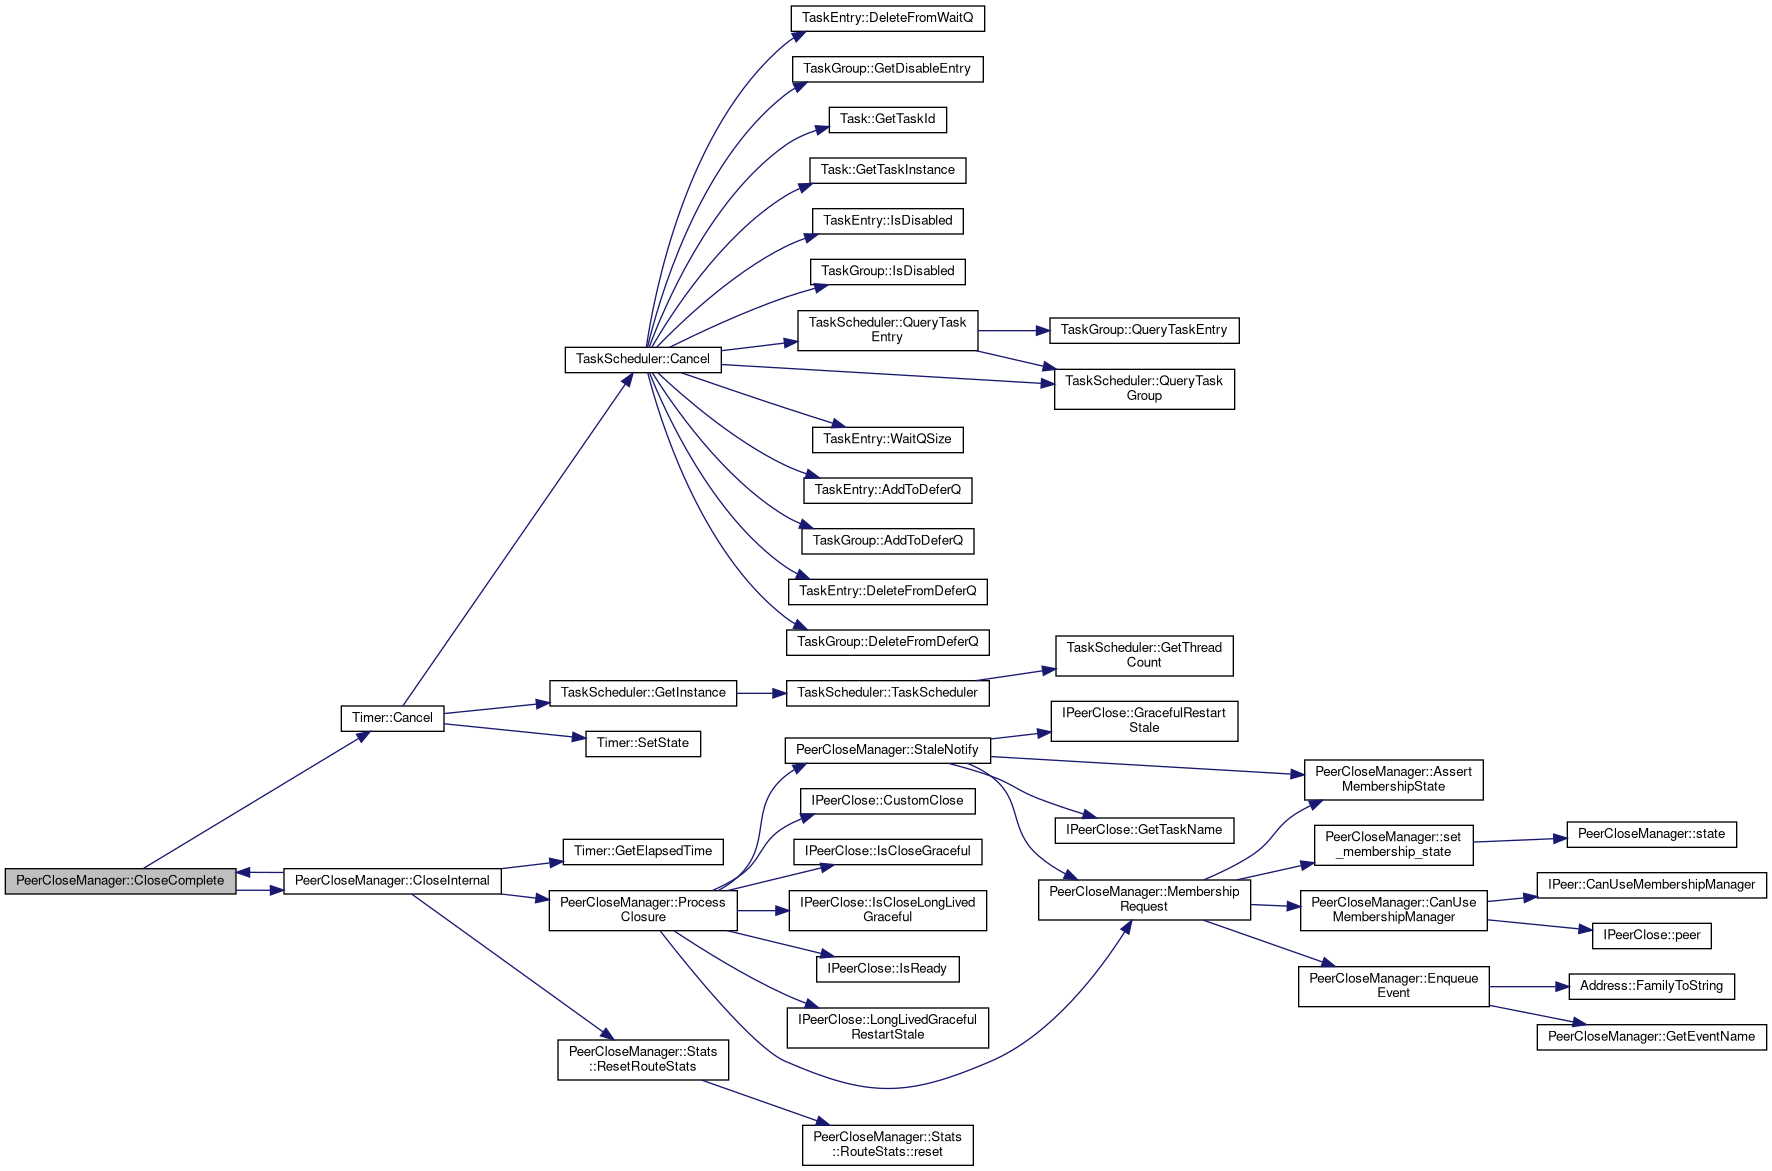 TaskEntry::DeleteFromWaitQ
TaskGroup::GetDisableEntry
Task::GetTaskId
Task::GetTaskInstance
TaskEntry::IsDisabled
TaskGroup::IsDisabled
TaskScheduler::QueryTask
Entry
TaskGroup::QueryTaskEntry
TaskScheduler::Cancel
TaskScheduler::QueryTask
Group
TaskEntry::WaitQSize
TaskEntry::AddToDeferQ
TaskGroup::AddToDeferQ
TaskEntry::DeleteFromDeferQ
TaskGroup::DeleteFromDeferQ
TaskScheduler::GetThread
Count
TaskScheduler::GetInstance
TaskScheduler::TaskScheduler
Timer::Cancel
Timer::SetState
IPeerClose::GracefulRestart
Stale
PeerCloseManager::StaleNotify
PeerCloseManager::Assert
MembershipState
IPeerClose::CustomClose
IPeerClose::GetTaskName
PeerCloseManager::set
_membership_state
PeerCloseManager::state
Timer::GetElapsedTime
IPeerClose::IsCloseGraceful
PeerCloseManager::CloseComplete
PeerCloseManager::CloseInternal
PeerCloseManager::Process
Closure
IPeerClose::IsCloseLongLived
Graceful
PeerCloseManager::Membership
Request
PeerCloseManager::CanUse
MembershipManager
IPeer::CanUseMembershipManager
IPeerClose::peer
IPeerClose::IsReady
PeerCloseManager::Enqueue
Event
Address::FamilyToString
IPeerClose::LongLivedGraceful
RestartStale
PeerCloseManager::GetEventName
PeerCloseManager::Stats
::ResetRouteStats
PeerCloseManager::Stats
::RouteStats::reset